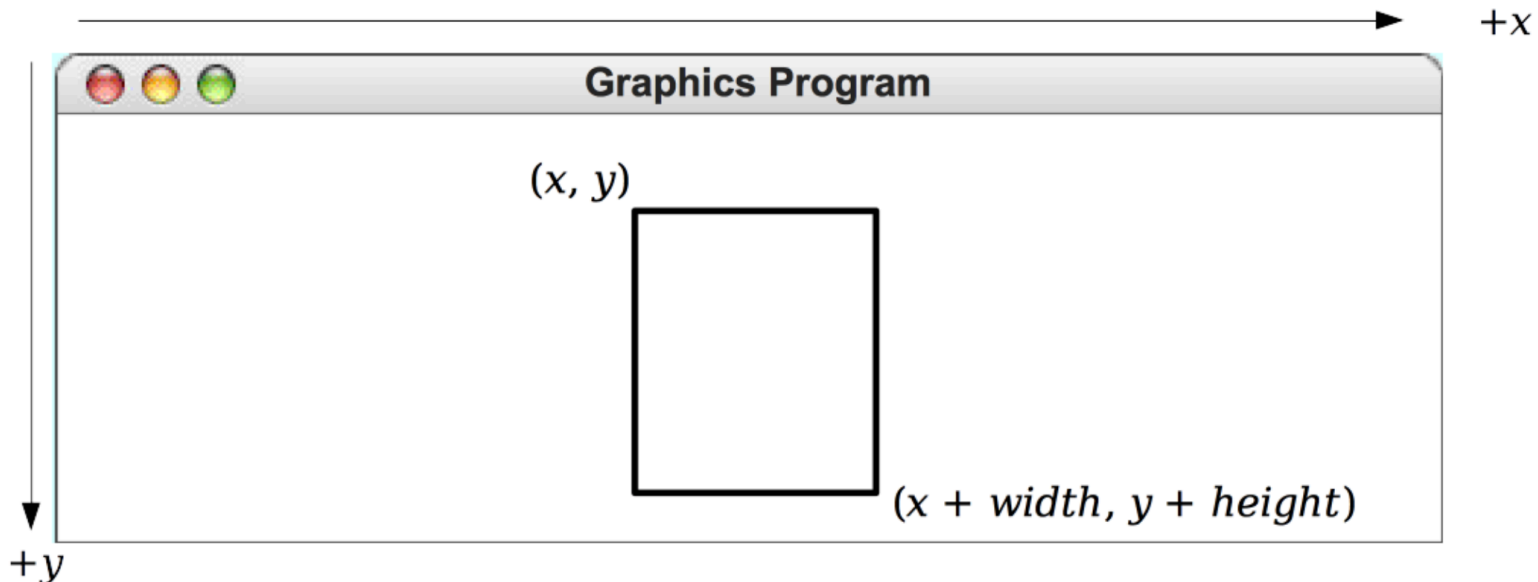 +x
Graphics Program
(x, y)
(x + width, y + height)
+y